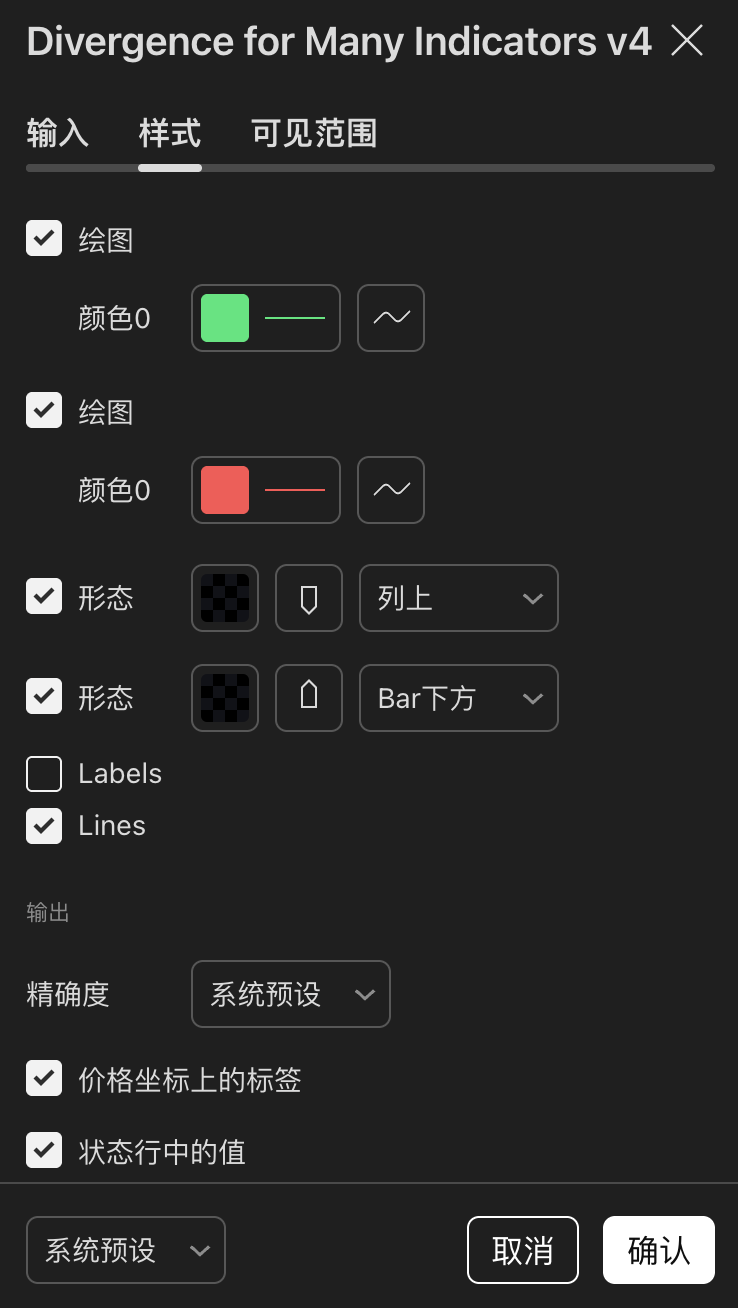 Divergence for Many Indicators v4
输入 样式 可见范围
绘图
颜色0
绘图
颜色0
形态 列上
形态 Bar下方
Labels
Lines
输出
精确度 系统预设
价格坐标上的标签
状态行中的值
系统预设 取消 确认